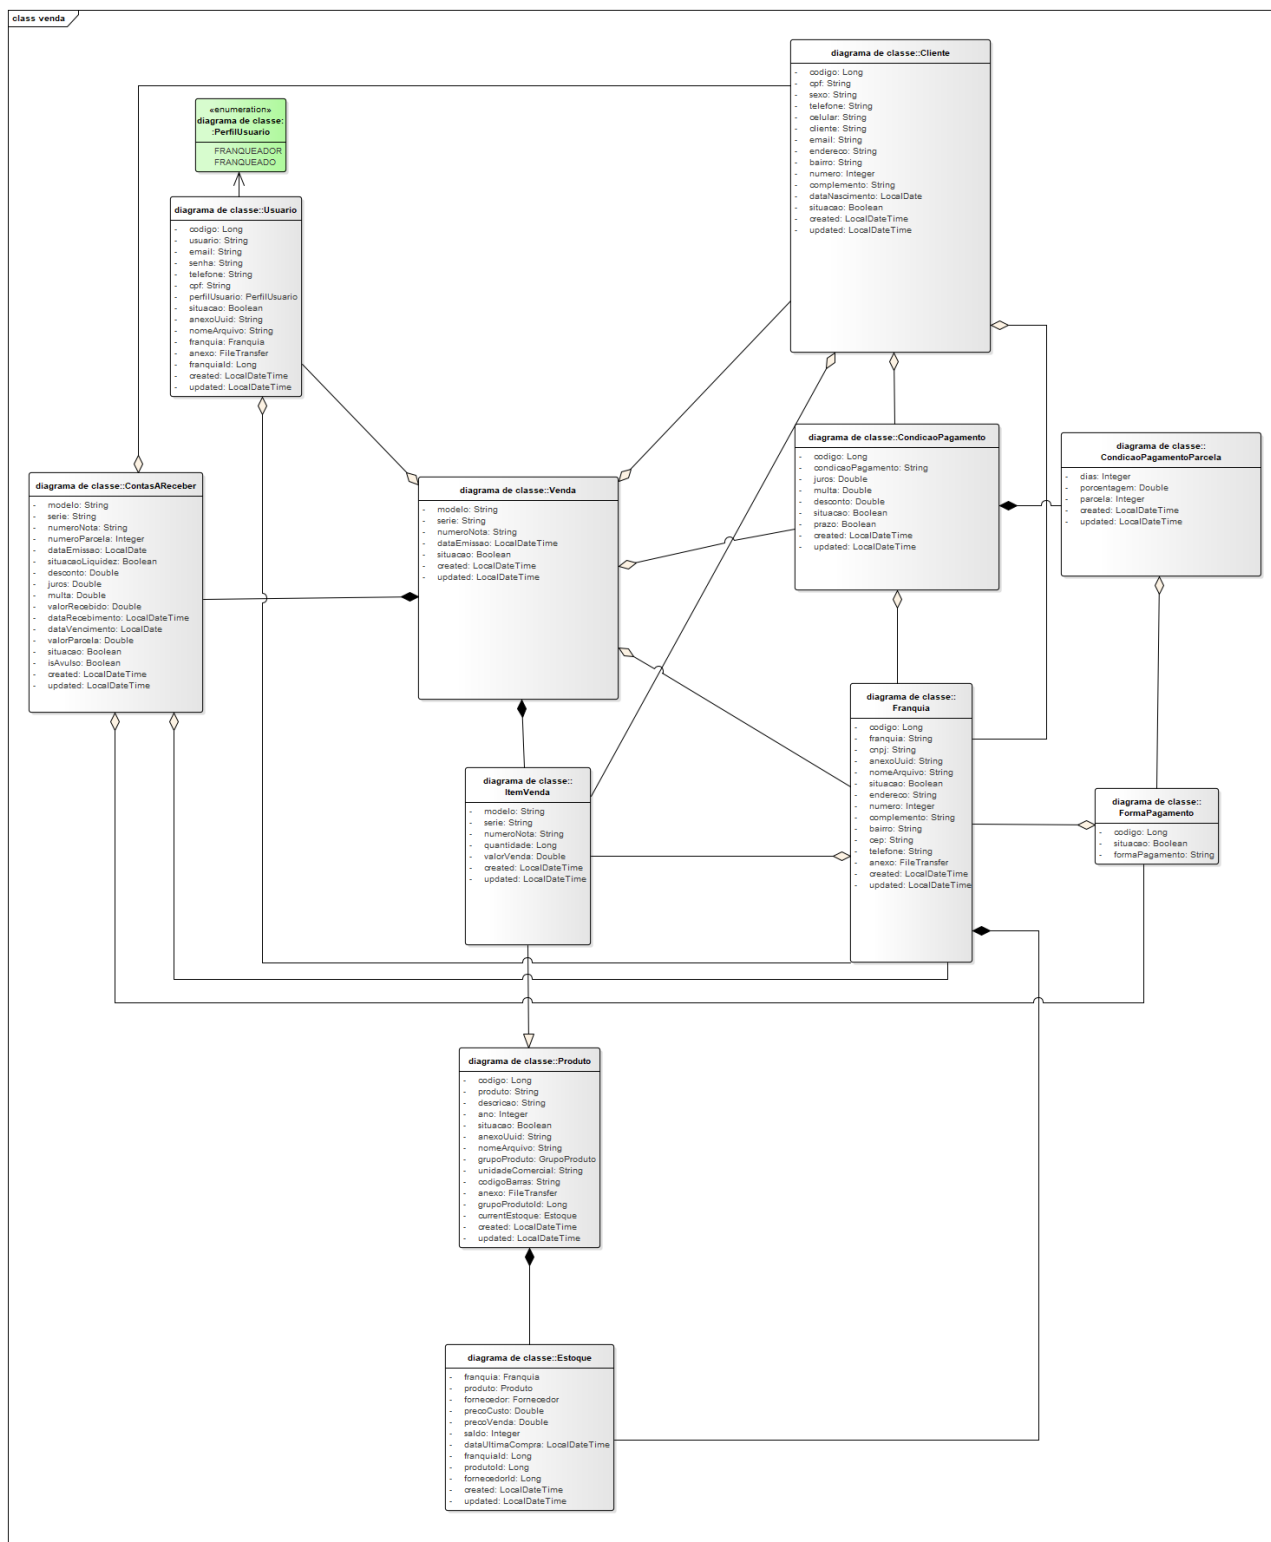 class venda
diagrama de classe::Cliente
- codigo: Long
- cpf: String
- sexo: String
- telefone: String
- celular: String
- cliente: String
- email: String
- endereco: String
- bairro: String
- numero: Integer
- complemento: String
- dataNascimento: LocalDate
- situacao: Boolean
- created: LocalDateTime
- updated: LocalDateTime
«enumeration»
diagrama de classe:
:PerfilUsuario
FRANQUEADOR
FRANQUEADO
diagrama de classe::Usuario
- codigo: Long
- usuario: String
- email: String
- senha: String
- telefone: String
- cpf: String
- perfilUsuario: PerfilUsuario
- situacao: Boolean
- anexoUuid: String
- nomeArquivo: String
- franquia: Franquia
- anexo: FileTransfer
- franquiaId: Long
- created: LocalDateTime
- updated: LocalDateTime
diagrama de classe::CondicaoPagamento
- codigo: Long
- condicaoPagamento: String
- juros: Double
- multa: Double
- desconto: Double
- situacao: Boolean
- prazo: Boolean
- created: LocalDateTime
- updated: LocalDateTime
diagrama de classe::
CondicaoPagamentoParcela
- dias: Integer
- porcentagem: Double
- parcela: Integer
- created: LocalDateTime
- updated: LocalDateTime
diagrama de classe::ContasAReceber
- modelo: String
- serie: String
- numeroNota: String
- numeroParcela: Integer
- dataEmissao: LocalDate
- situacaoLiquidez: Boolean
- desconto: Double
- juros: Double
- multa: Double
- valorRecebido: Double
- dataRecebimento: LocalDateTime
- dataVencimento: LocalDate
- valorParcela: Double
- situacao: Boolean
- isAvulso: Boolean
- created: LocalDateTime
- updated: LocalDateTime
diagrama de classe::Venda
- modelo: String
- serie: String
- numeroNota: String
- dataEmissao: LocalDateTime
- situacao: Boolean
- created: LocalDateTime
- updated: LocalDateTime
diagrama de classe::
Franquia
- codigo: Long
- franquia: String
- cnpj: String
- anexoUuid: String
- nomeArquivo: String
- situacao: Boolean
- endereco: String
- numero: Integer
- complemento: String
- bairro: String
- cep: String
- telefone: String
- anexo: FileTransfer
- created: LocalDateTime
- updated: LocalDateTime
diagrama de classe::
ItemVenda
- modelo: String
- serie: String
- numeroNota: String
- quantidade: Long
- valorVenda: Double
- created: LocalDateTime
- updated: LocalDateTime
diagrama de classe::
FormaPagamento
- codigo: Long
- situacao: Boolean
- formaPagamento: String
diagrama de classe::Produto
- codigo: Long
- produto: String
- descricao: String
- ano: Integer
- situacao: Boolean
- anexoUuid: String
- nomeArquivo: String
- grupoProduto: GrupoProduto
- unidadeComercial: String
- codigoBarras: String
- anexo: FileTransfer
- grupoProdutoId: Long
- currentEstoque: Estoque
- created: LocalDateTime
- updated: LocalDateTime
diagrama de classe::Estoque
- franquia: Franquia
- produto: Produto
- fornecedor: Fornecedor
- precoCusto: Double
- precoVenda: Double
- saldo: Integer
- dataUltimaCompra: LocalDateTime
- franquiaId: Long
- produtoId: Long
- fornecedorId: Long
- created: LocalDateTime
- updated: LocalDateTime